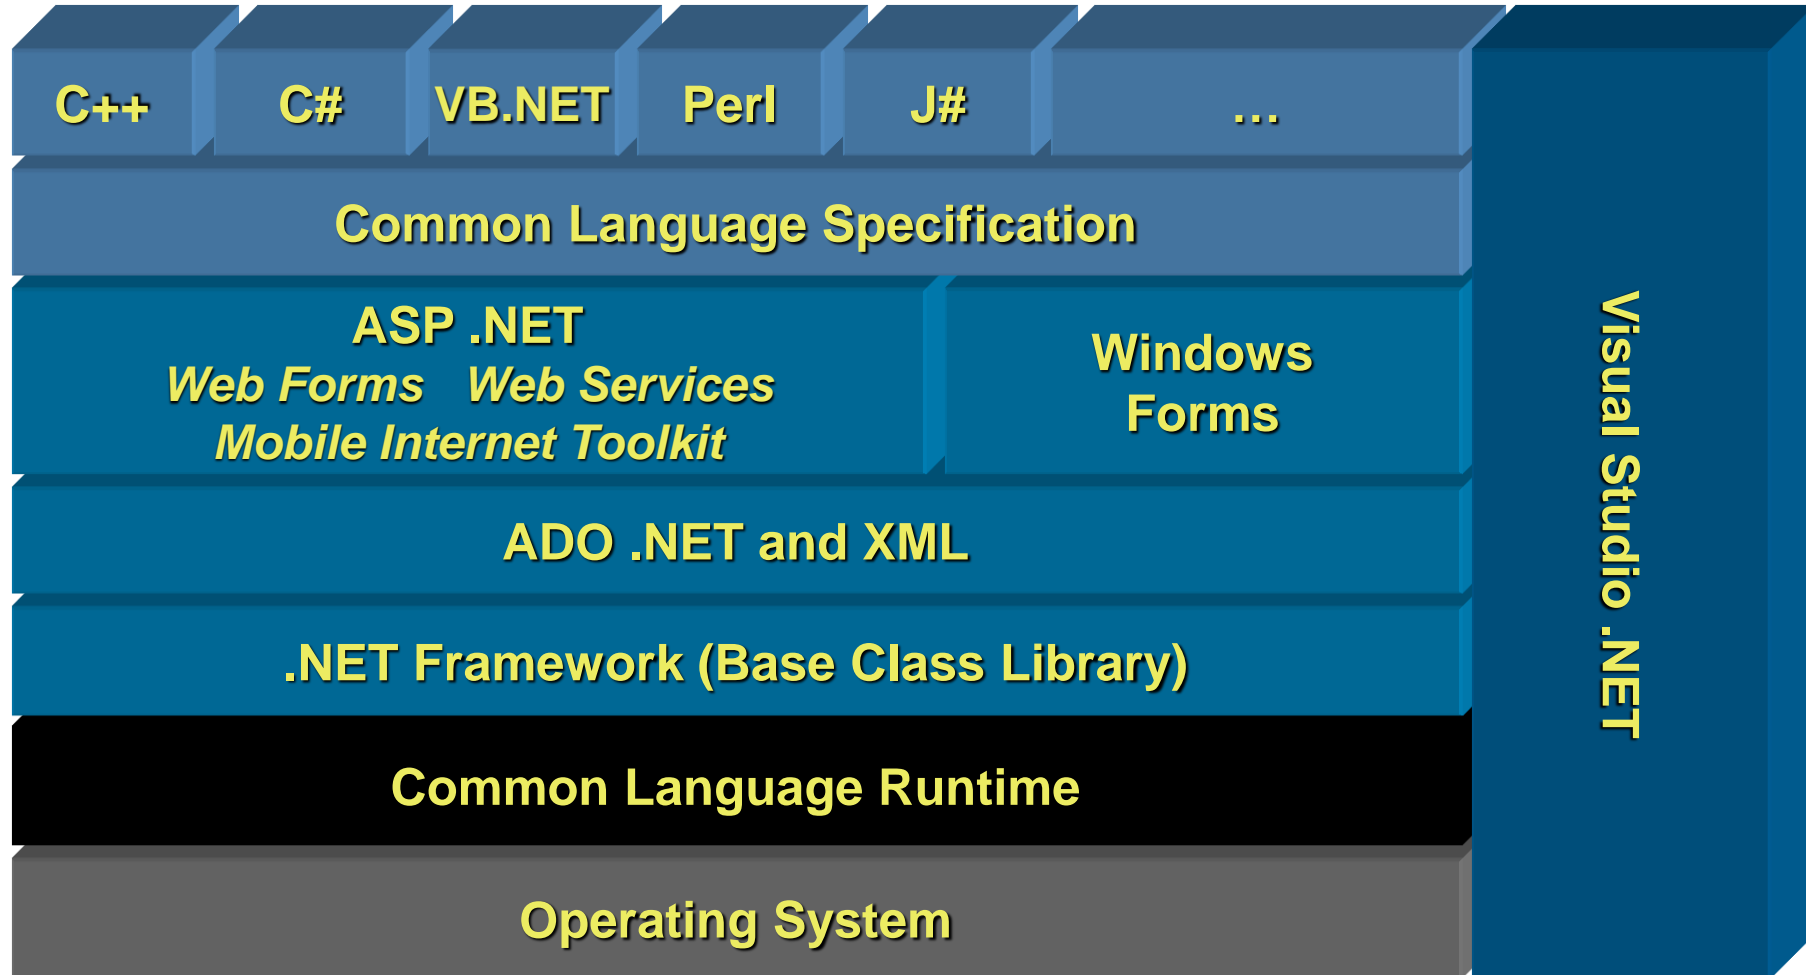 C++
C#
VB.NET
Perl
J#
…
Common Language Specification
ASP .NET
Web Forms Web Services
Mobile Internet Toolkit
Windows
Forms
ADO .NET and XML
.NET Framework (Base Class Library)
Common Language Runtime
Operating System
Visual Studio .NET